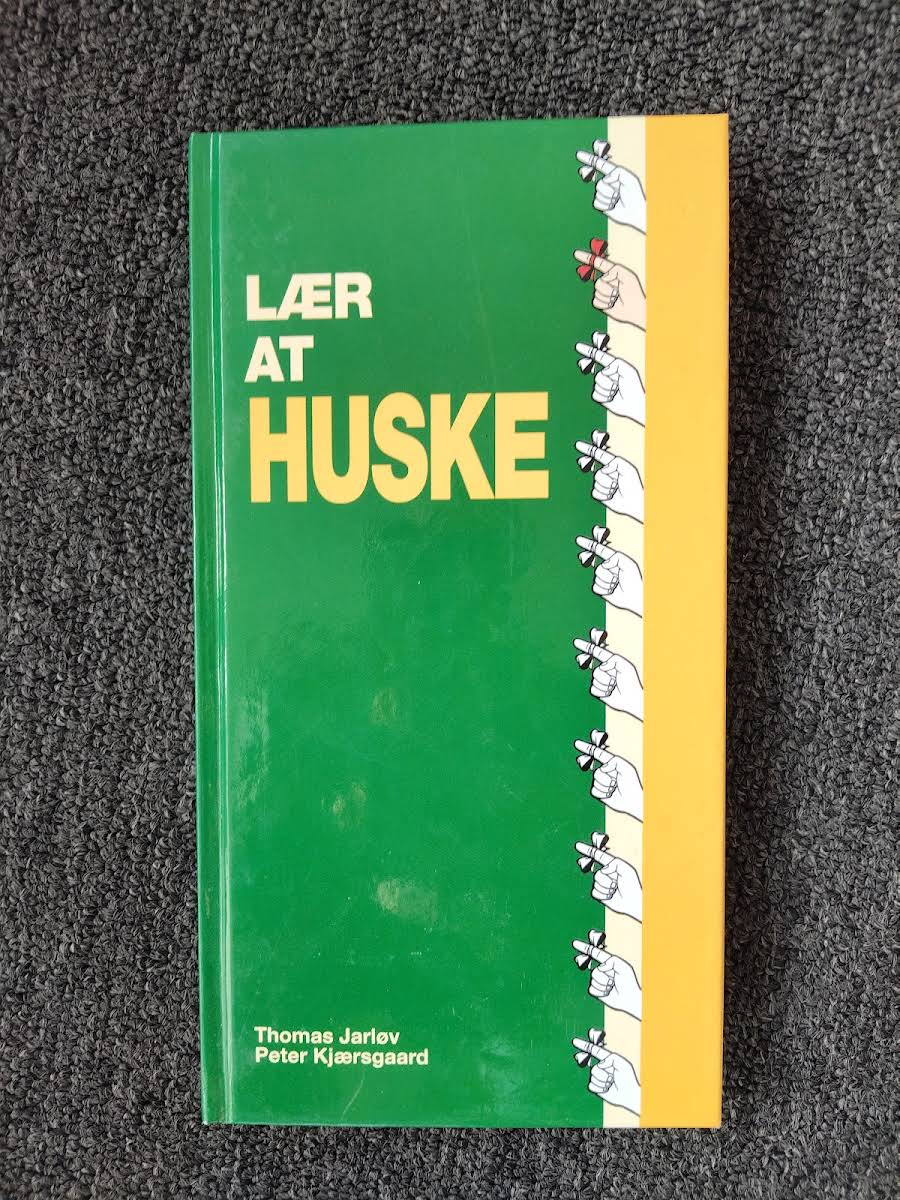 LÆR
AT
HUSKE
Thomas Jarløv
Peter Kjærsgaard